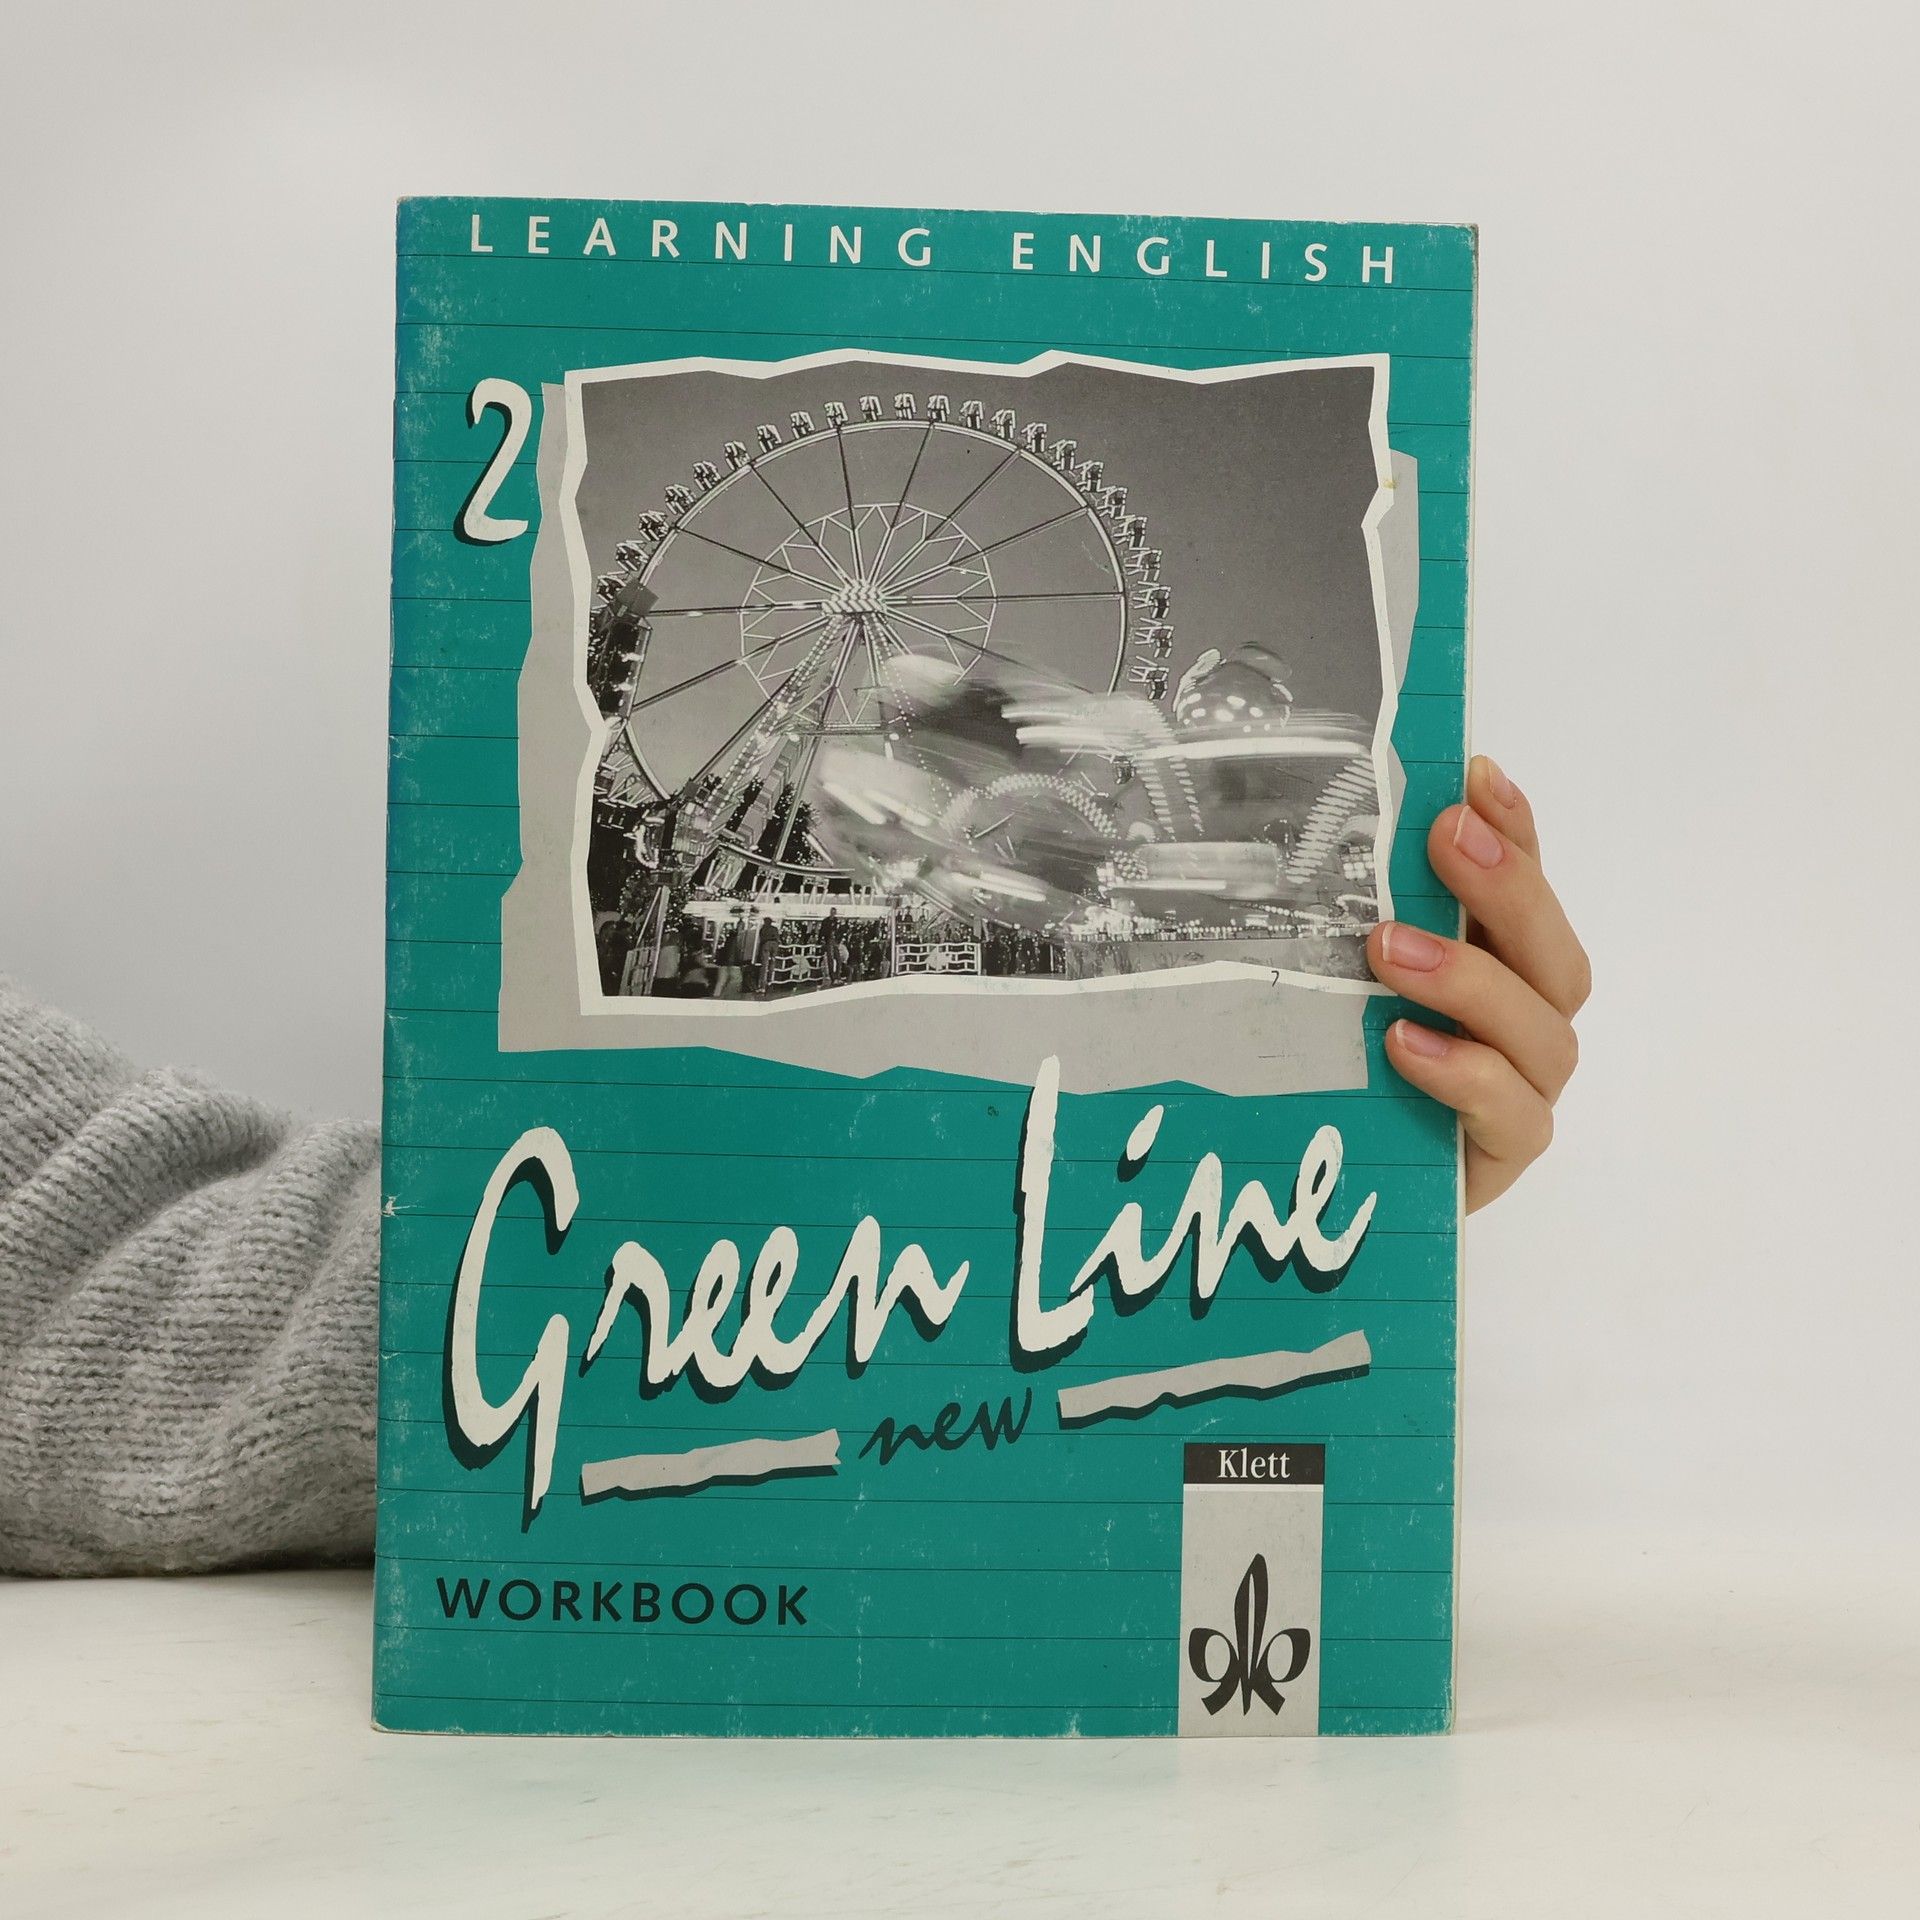 LEARNING ENGLISH
2
Green Line
new
Klett
WORKBOOK